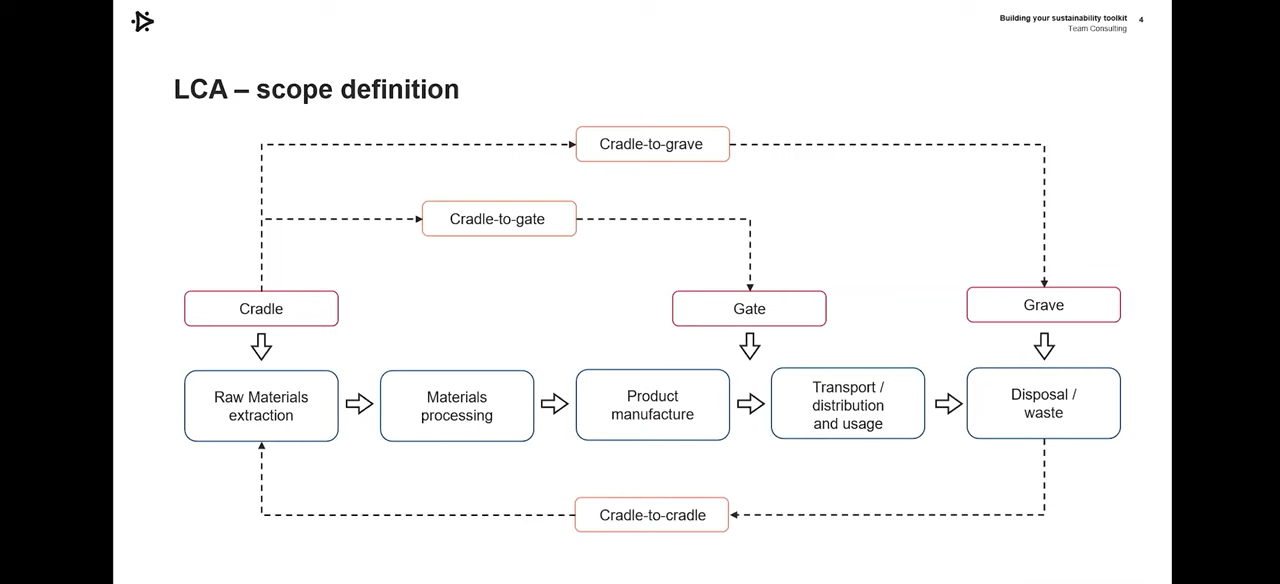 Building your sustainability toolkit 4
Team Consulting
LCA – scope definition
Cradle-to-grave
Cradle-to-gate
Cradle
Gate
Grave
Raw Materials
extraction
Materials
processing
Product
manufacture
Transport /
distribution
and usage
Disposal /
waste
Cradle-to-cradle